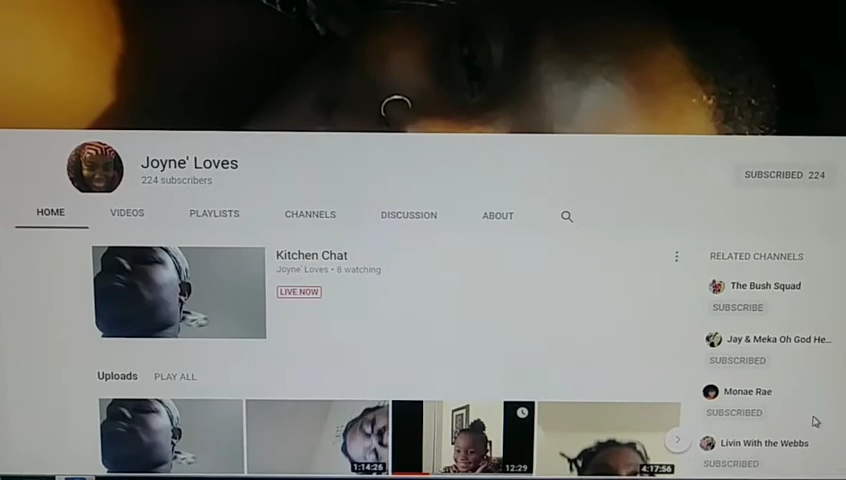 Joyne' Loves
224 subscribers
SUBSCRIBED 224
HOME
VIDEOS
PLAYLISTS
CHANNELS
DISCUSSION
ABOUT
Kitchen Chat
Joyne' Loves • 8 watching
LIVE NOW
RELATED CHANNELS
The Bush Squad
SUBSCRIBE
Jay & Meka Oh God He...
SUBSCRIBED
Monae Rae
SUBSCRIBED
Livin With the Webbs
SUBSCRIBED
Uploads PLAY ALL
1:14:26
12:29
4:17:56